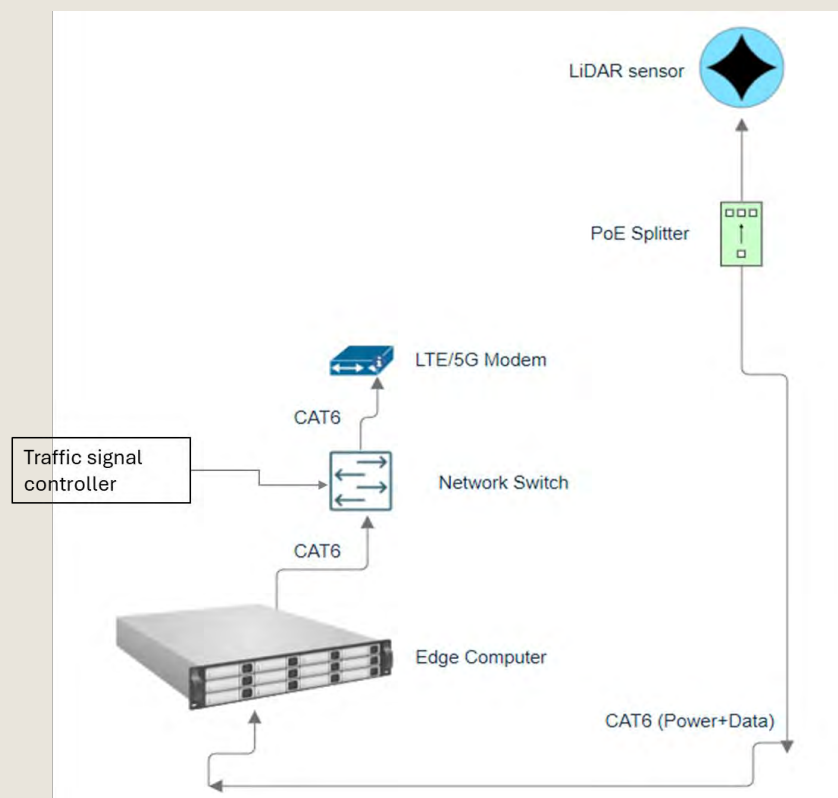 LiDAR sensor
PoE Splitter
LTE/5G Modem
CAT6
Traffic signal
controller
Network Switch
CAT6
Edge Computer
CAT6 (Power+Data)